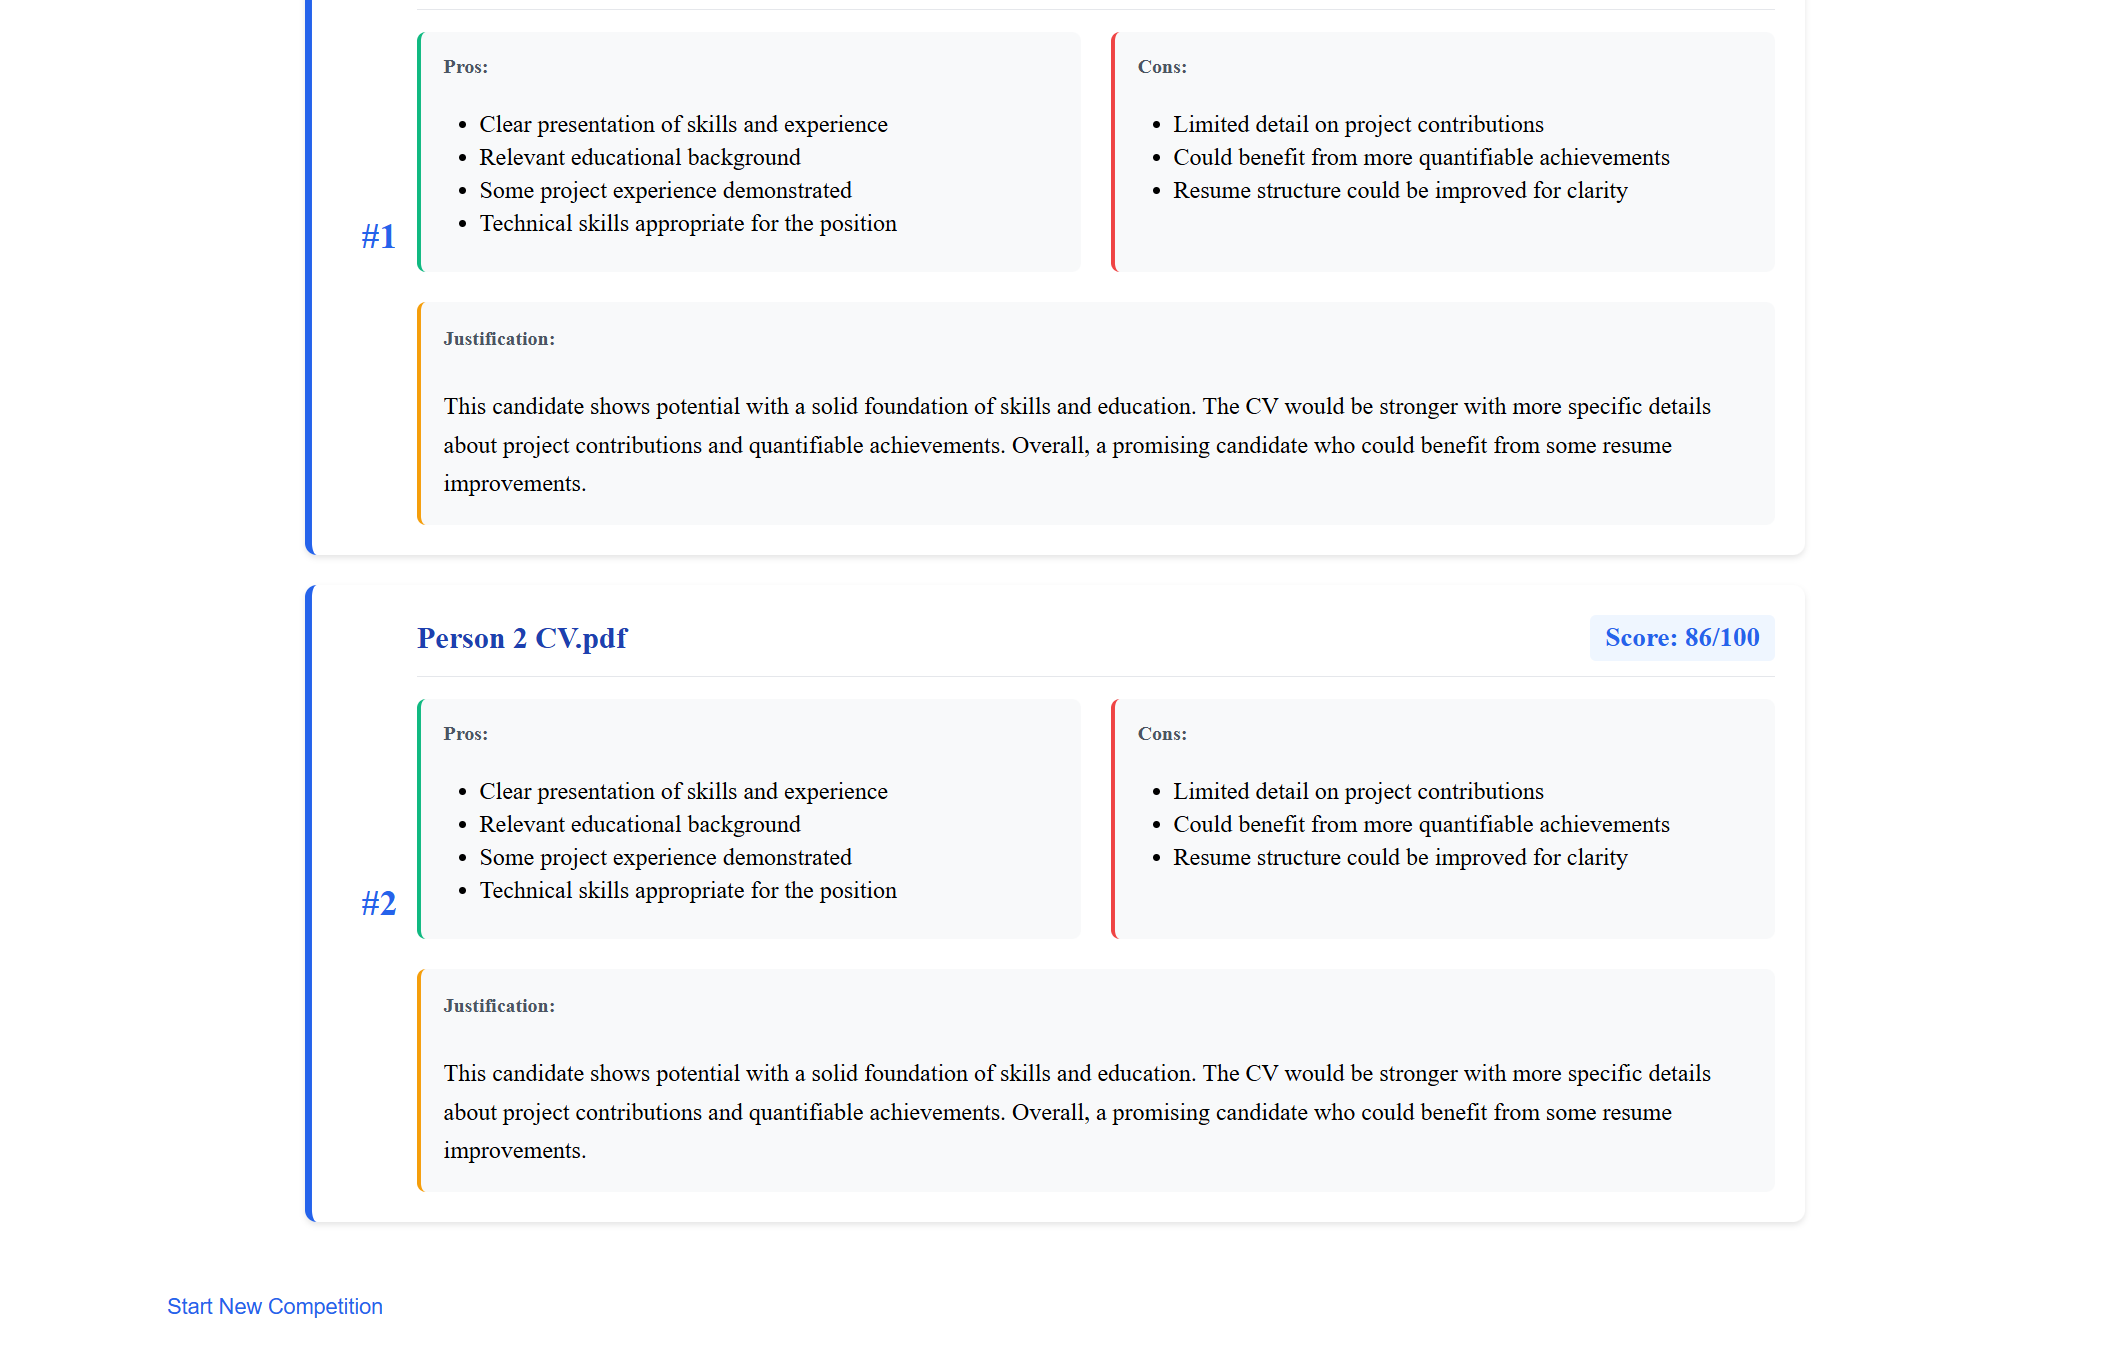 Pros:
Clear presentation of skills and experience
Relevant educational background
Some project experience demonstrated
Technical skills appropriate for the position
Cons:
Limited detail on project contributions
Could benefit from more quantifiable achievements
Resume structure could be improved for clarity
#1
Justification:
This candidate shows potential with a solid foundation of skills and education. The CV would be stronger with more specific details
about project contributions and quantifiable achievements. Overall, a promising candidate who could benefit from some resume
improvements.
Person 2 CV.pdf
Score: 86/100
Pros:
Clear presentation of skills and experience
Relevant educational background
Some project experience demonstrated
Technical skills appropriate for the position
Cons:
Limited detail on project contributions
Could benefit from more quantifiable achievements
Resume structure could be improved for clarity
#2
Justification:
This candidate shows potential with a solid foundation of skills and education. The CV would be stronger with more specific details
about project contributions and quantifiable achievements. Overall, a promising candidate who could benefit from some resume
improvements.
Start New Competition